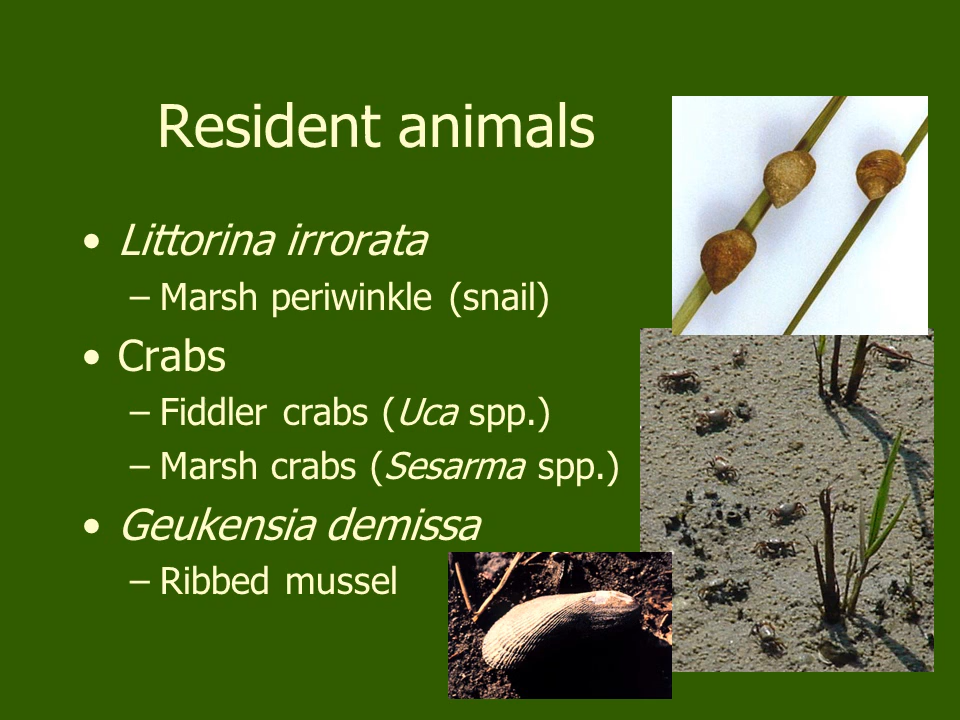 Resident animals
• Littorina irrorata
– Marsh periwinkle (snail)
• Crabs
– Fiddler crabs (Uca spp.)
– Marsh crabs (Sesarma spp.)
• Geukensia demissa
– Ribbed mussel